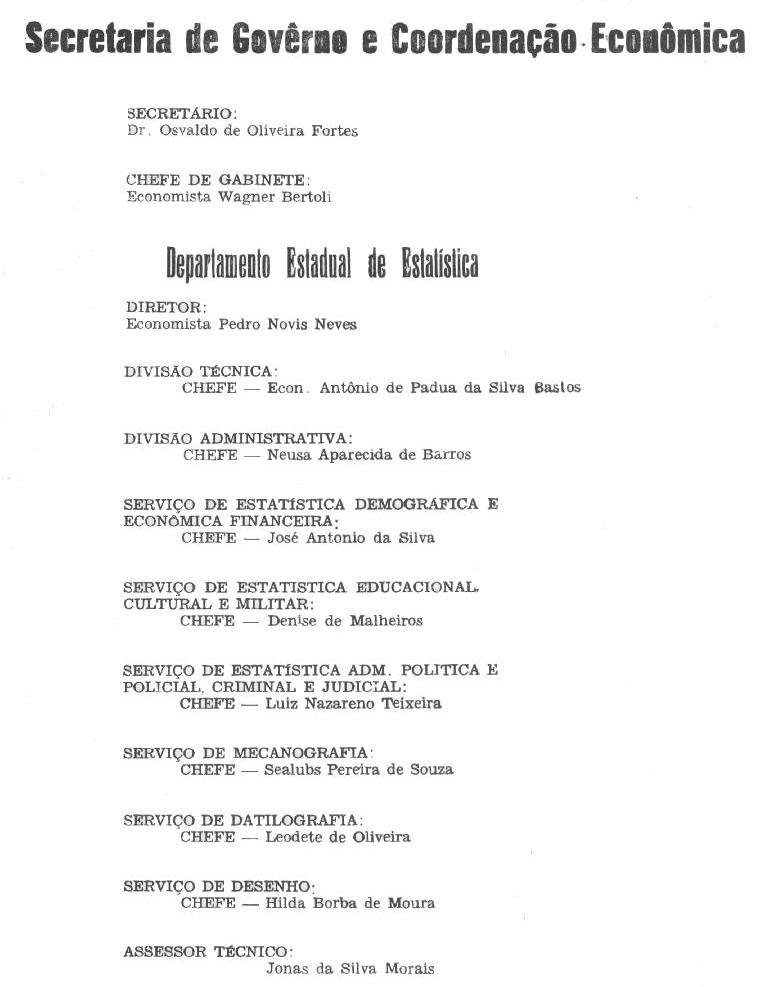 Secretaria de Govêrno e Coordenação Econômica
SECRETÁRIO:
Dr. Osvaldo de Oliveira Fortes
CHEFE DE GABINETE:
Economista Wagner Bertoli
Departamento Estadual de Estatística
DIRETOR:
Economista Pedro Novis Neves
DIVISÃO TÉCNICA:
CHEFE — Econ. Antônio de Padua da Silva Bastos
DIVISÃO ADMINISTRATIVA:
CHEFE — Neusa Aparecida de Barros
SERVIÇO DE ESTATÍSTICA DEMOGRÁFICA E
ECONÔMICA FINANCEIRA:
CHEFE — José Antonio da Silva
SERVIÇO DE ESTATISTICA EDUCACIONAL,
CULTURAL E MILITAR:
CHEFE — Denise de Malheiros
SERVIÇO DE ESTATÍSTICA ADM. POLITICA E
POLICIAL, CRIMINAL E JUDICIAL:
CHEFE — Luiz Nazareno Teixeira
SERVIÇO DE MECANOGRAFIA:
CHEFE — Sealubs Pereira de Souza
SERVIÇO DE DATILOGRAFIA:
CHEFE — Leodete de Oliveira
SERVIÇO DE DESENHO:
CHEFE — Hilda Borba de Moura
ASSESSOR TÉCNICO:
Jonas da Silva Morais